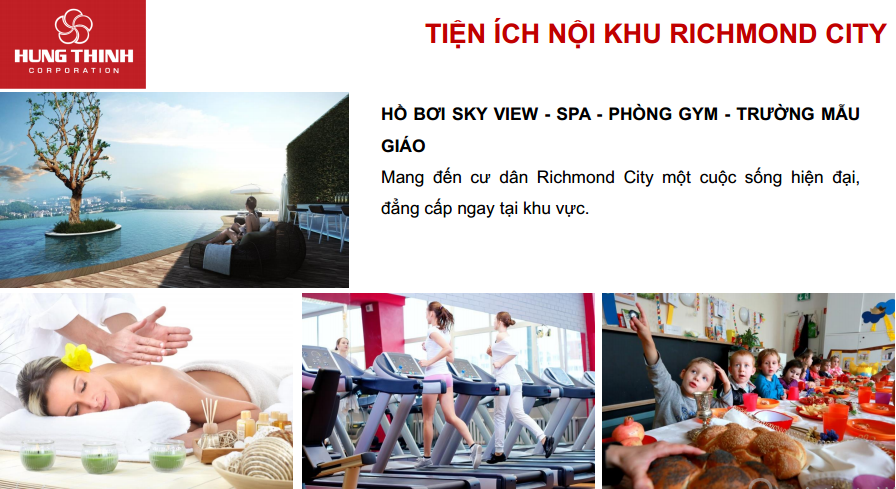 HUNG THINH
CORPORATION
TIỆN ÍCH NỘI KHU RICHMOND CITY
HỒ BƠI SKY VIEW - SPA - PHÒNG GYM - TRƯỜNG MẪU
GIÁO
Mang đến cư dân Richmond City một cuộc sống hiện đại,
đẳng cấp ngay tại khu vực.